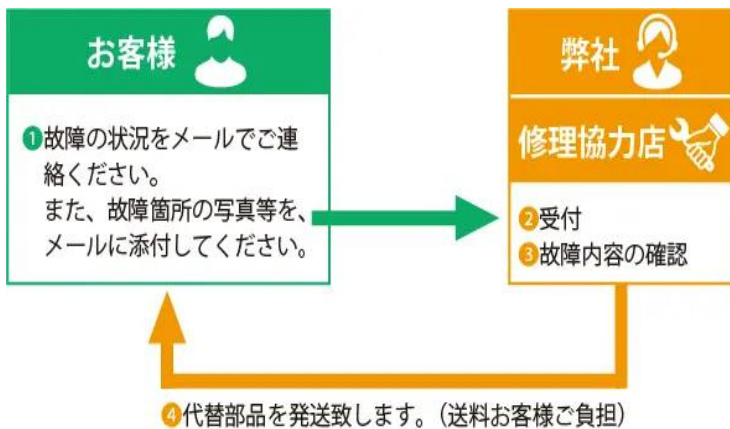 お客様
❶故障の状況をメールでご連
絡ください。
また、故障箇所の写真等を、
メールに添付してください。
弊社
修理協力店
❷受付
❸故障内容の確認
❹代替部品を発送致します。(送料お客様ご負担)